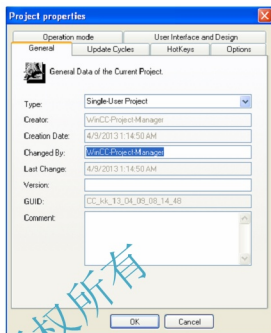 Project properties
Operation mode
User Interface and Design
General
Update Cycles
HotKeys
Options
General Data of the Current Project.
Type:
Single-User Project
Creator:
WinCC-Project-Manager
Creation Date:
4/9/2013 1:14:50 AM
Changed By:
WinCC-Project-Manager
Last Change:
4/9/2013 1:14:50 AM
Version:
GUID:
CC_kk_13_04_09_08_14_48
Comment:
OK
Cancel
权所有